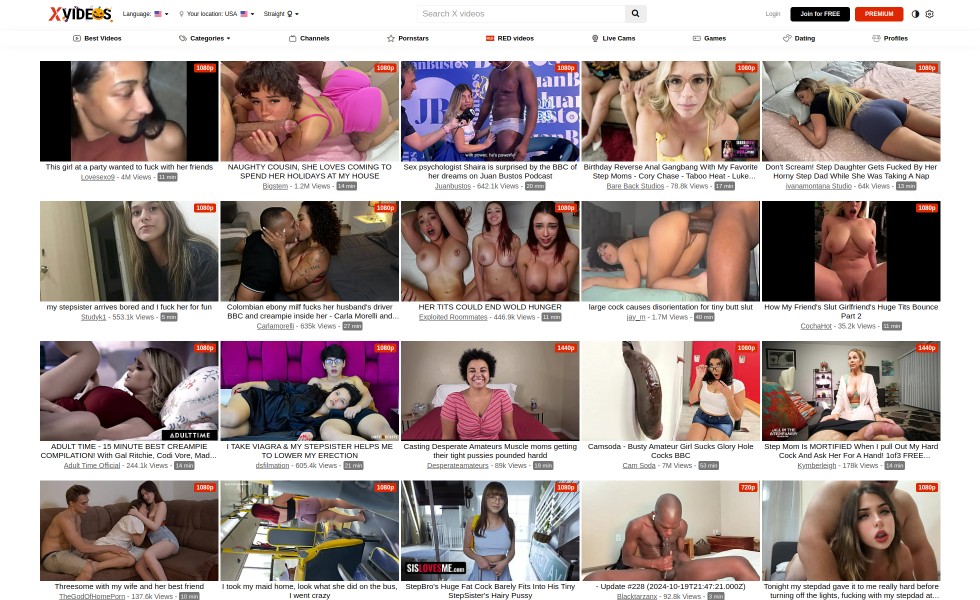 XVIDEOS
Language:
Your location: USA
Straight
Search X videos
Login
Join for FREE
PREMIUM
Best Videos
Categories
Channels
Pornstars
RED videos
Live Cams
Games
Dating
Profiles
1080p
This girl at a party wanted to fuck with her friends
4M Views - 11 min
1080p
NAUGHTY COUSIN, SHE LOVES COMING TO
SPEND HER HOLIDAYS AT MY HOUSE
Bigstem - 1.2M Views - 14 min
1080p
with power, he's powerful
Sex psychologist Shaira is surprised by the BBC of
her dreams on Juan Bustos Podcast
Juanbustos - 642.1k Views - 20 min
1080p
Birthday Reverse Anal Gangbang With My Favorite
Step Moms - Cory Chase - Taboo Heat - Luke...
Bare Back Studios - 78.8k Views - 17 min
1080p
Don't Scream! Step Daughter Gets Fucked By Her
Horny Step Dad While She Was Taking A Nap
Ivanamontana Studio - 64k Views - 13 min
1080p
my stepsister arrives bored and I fuck her for fun
Studyk1 - 553.1k Views - 5 min
1080p
Colombian ebony milf fucks her husband's driver
BBC and creampie inside her - Carla Morelli and...
Carlamorelli - 635k Views - 27 min
1080p
HER TITS COULD END WOLD HUNGER
Exploited Roommates - 446.9k Views - 11 min
large cock causes disorientation for tiny butt slut
jay_m - 1.7M Views - 40 min
1080p
How My Friend's Slut Girlfriend's Huge Tits Bounce
Part 2
CochaHot - 35.2k Views - 11 min
1080p
ADULTTIME
ADULT TIME - 15 MINUTE BEST CREAMPIE
COMPILATION! With Gal Ritchie, Codi Vore, Mad...
Adult Time Official - 244.1k Views - 14 min
1080p
I TAKE VIAGRA & MY STEPSISTER HELPS ME
TO LOWER MY ERECTION
dsfilmation - 605.4k Views - 21 min
1440p
Casting Desperate Amateurs Muscle moms getting
their tight pussies pounded hardd
Desperateamateurs - 89k Views - 19 min
1080p
Camsoda - Busty Amateur Girl Sucks Glory Hole
Cocks BBC
Cam Soda - 7M Views - 53 min
1440p
Step Mom Is MORTIFIED When I pull Out My Hard
Cock And Ask Her For A Hand! 1of3 FREE...
Kymberleigh - 178k Views - 14 min
1080p
Threesome with my wife and her best friend
TheGodOfHomePorn - 137.6k Views - 10 min
1080p
I took my maid home, look what she did on the bus,
I went crazy
1080p
SISLOVESME.com
StepBro's Huge Fat Cock Barely Fits Into His Tiny
StepSister's Hairy Pussy
720p
- Update #228 (2024-10-19T21:47:21.000Z)
Blacktarzanx - 92.8k Views - 3 min
1080p
Tonight my stepdad gave it to me really hard before
turning off the lights, fucking with my stepdad at...